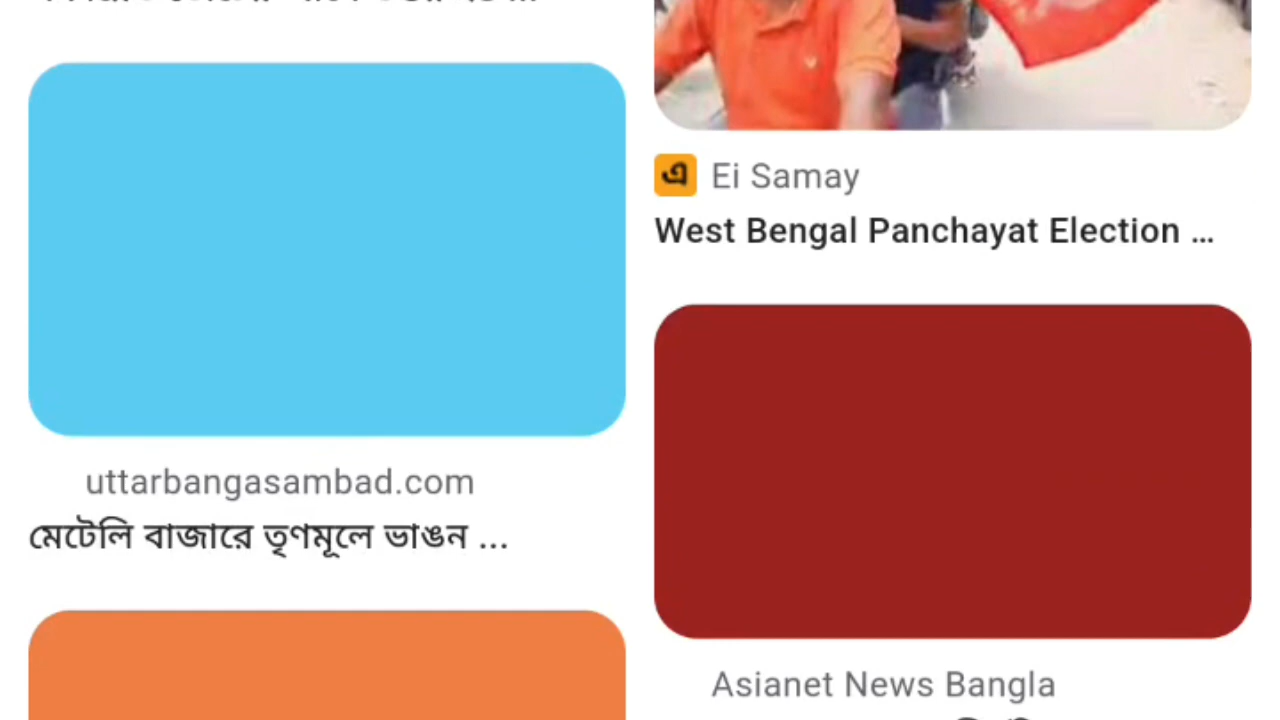 uttarbangasambad.com
মেটেলি বাজারে তৃণমূলে ভাঙন ...
এ Ei Samay
West Bengal Panchayat Election ...
Asianet News Bangla